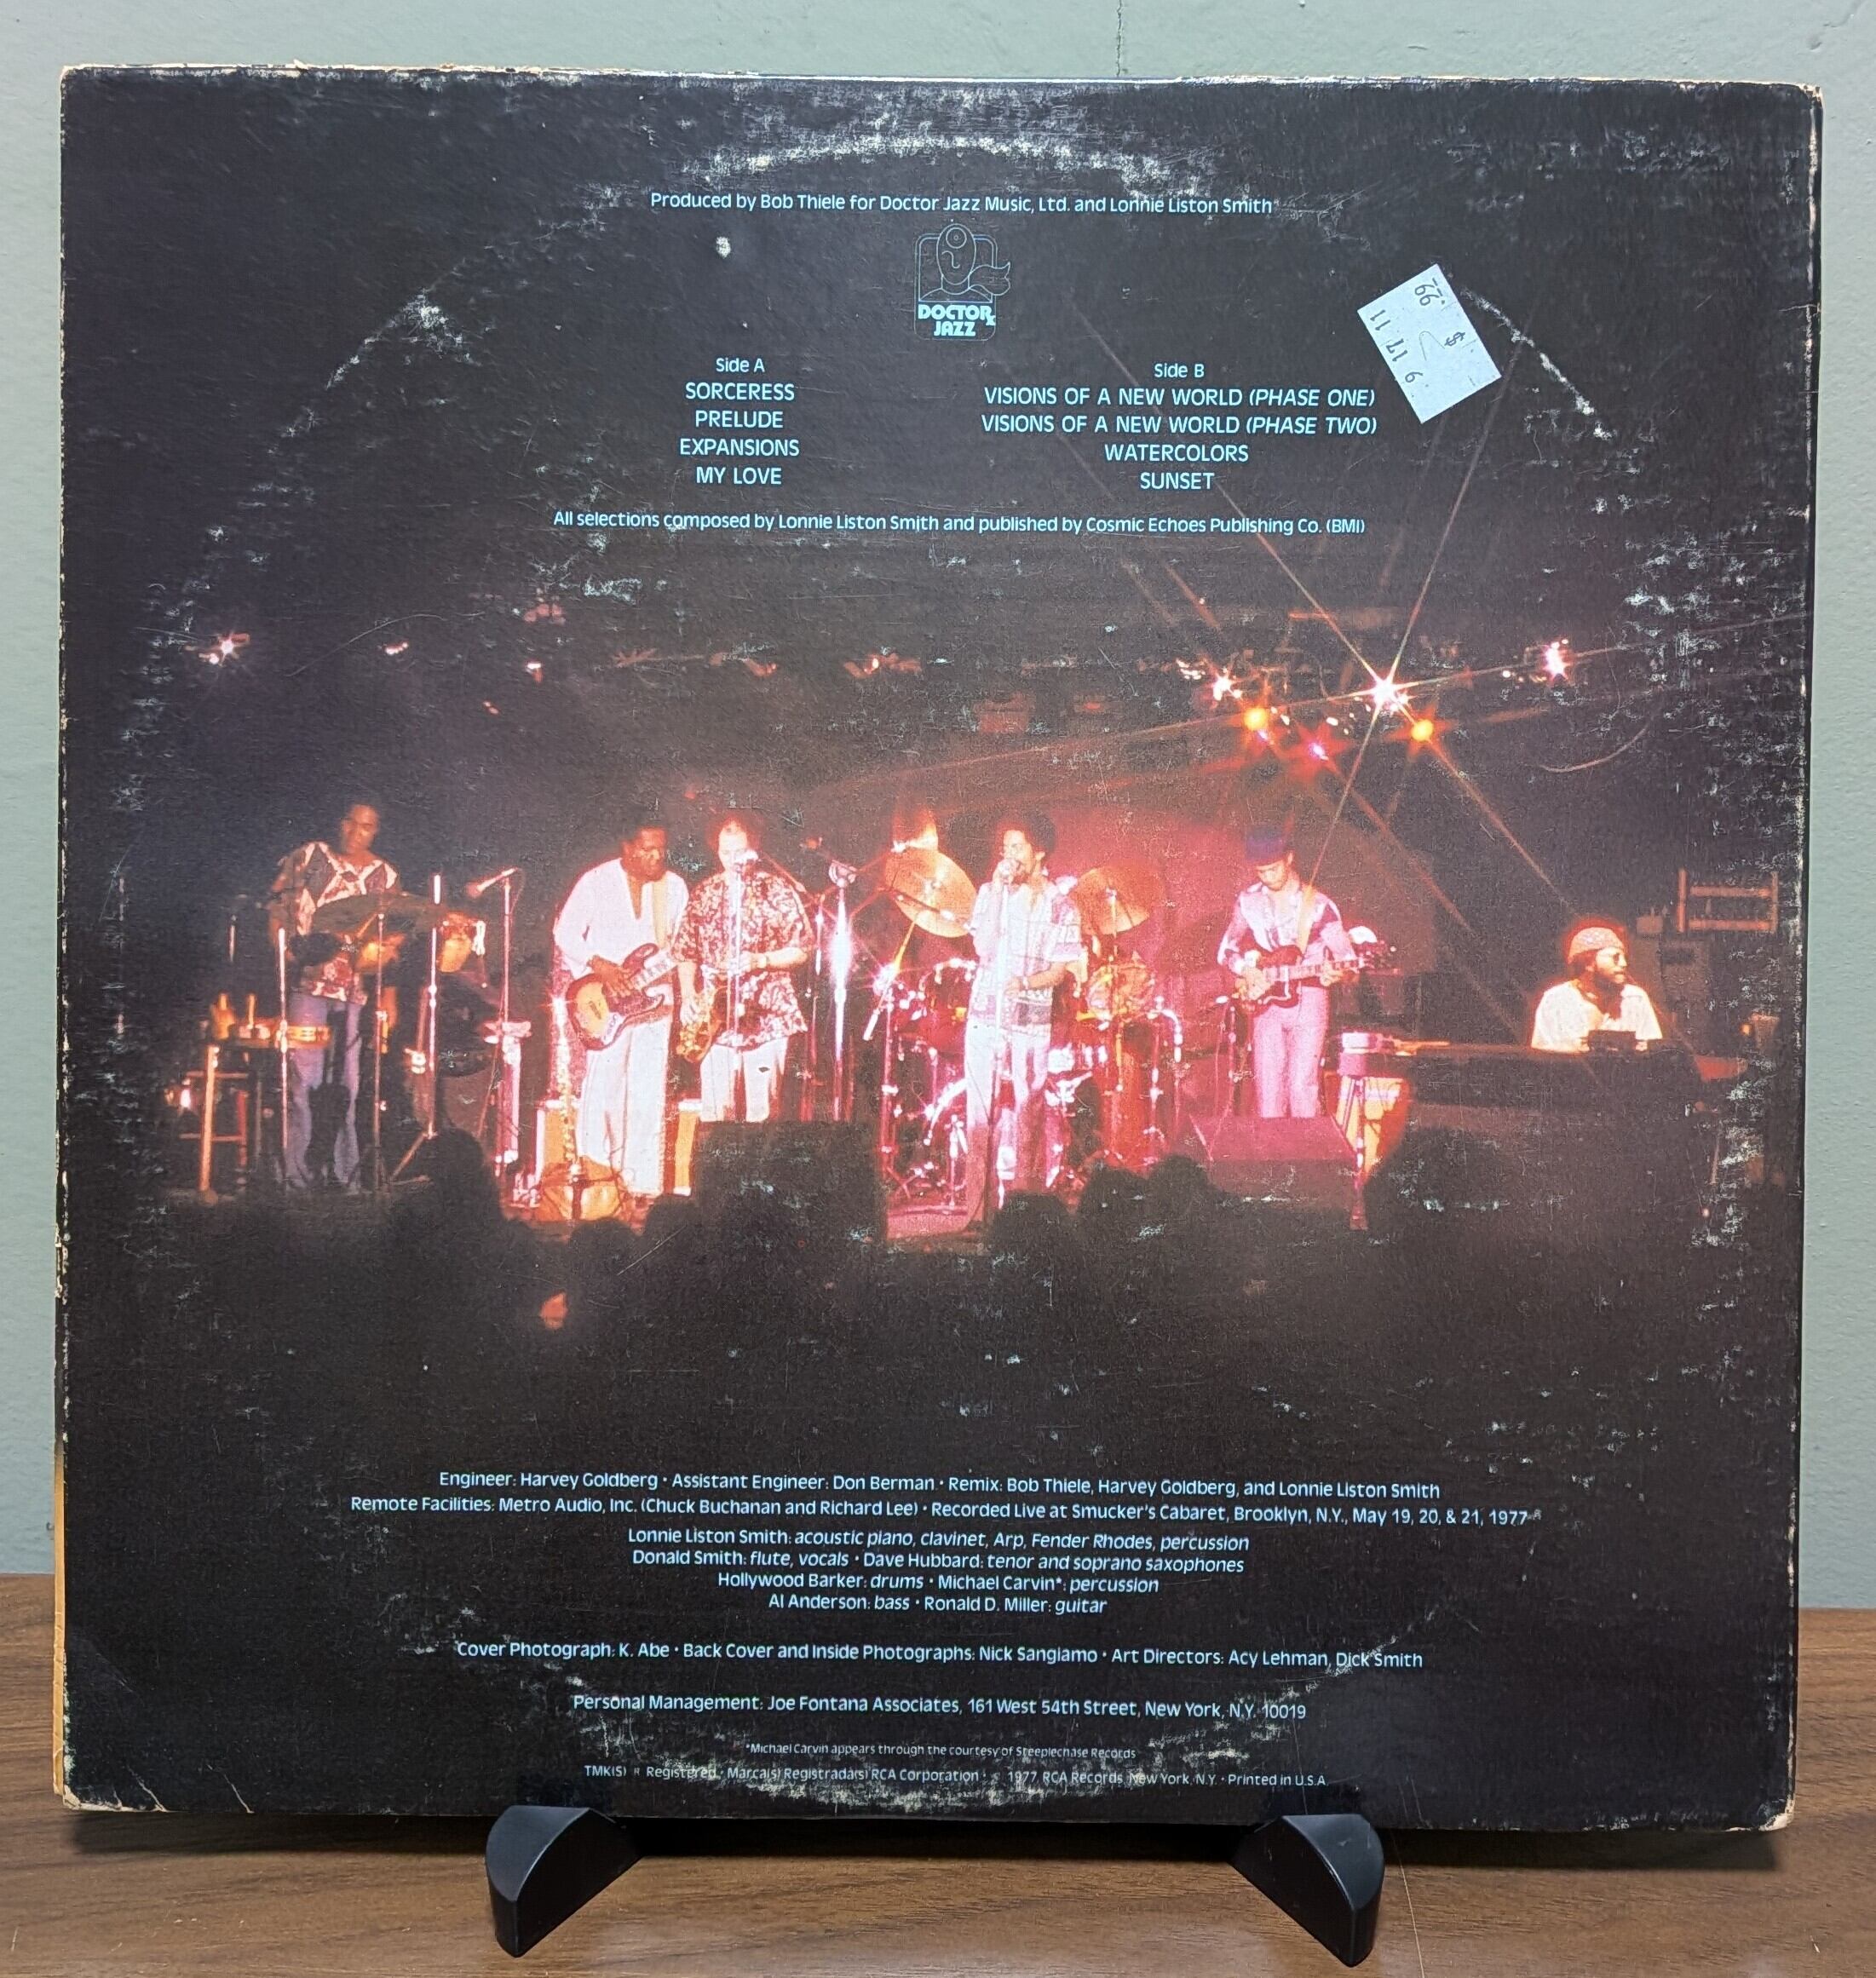 Produced by Bob Thiele for Doctor Jazz Music, Ltd. and Lonnie Liston Smith
DOCTOR
JAZZ
Side A
SORCERESS
PRELUDE
EXPANSIONS
MY LOVE
Side B
VISIONS OF A NEW WORLD (PHASE ONE)
VISIONS OF A NEW WORLD (PHASE TWO)
WATERCOLORS
SUNSET
9 17 11
$
.29
All selections composed by Lonnie Liston Smith and published by Cosmic Echoes Publishing Co. (BMI)
Engineer: Harvey Goldberg • Assistant Engineer: Don Berman • Remix: Bob Thiele, Harvey Goldberg, and Lonnie Liston Smith
Remote Facilities: Metro Audio, Inc. (Chuck Buchanan and Richard Lee) • Recorded Live at Smucker's Cabaret, Brooklyn, N.Y., May 19, 20, & 21, 1977
Lonnie Liston Smith: acoustic piano, clavinet, Arp, Fender Rhodes, percussion
Donald Smith: flute, vocals • Dave Hubbard: tenor and soprano saxophones
Hollywood Barker: drums • Michael Carvin*: percussion
Al Anderson: bass • Ronald D. Miller: guitar
Cover Photograph: K. Abe • Back Cover and Inside Photographs: Nick Sangiamo • Art Directors: Acy Lehman, Dick Smith
Personal Management: Joe Fontana Associates, 161 West 54th Street, New York, N.Y. 10019
*Michael Carvin appears through the courtesy of Steeplechase Records
TMK(S) ® Registered • Marca(s) Registrada(s) RCA Corporation • 1977 RCA Records, New York, N.Y. • Printed in U.S.A.